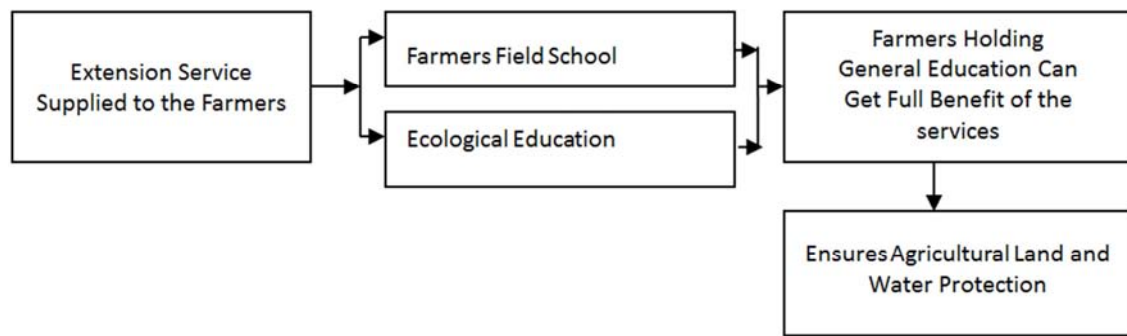 Extension Service
Supplied to the Farmers
Farmers Field School
Ecological Education
Farmers Holding
General Education Can
Get Full Benefit of the
services
Ensures Agricultural Land and
Water Protection